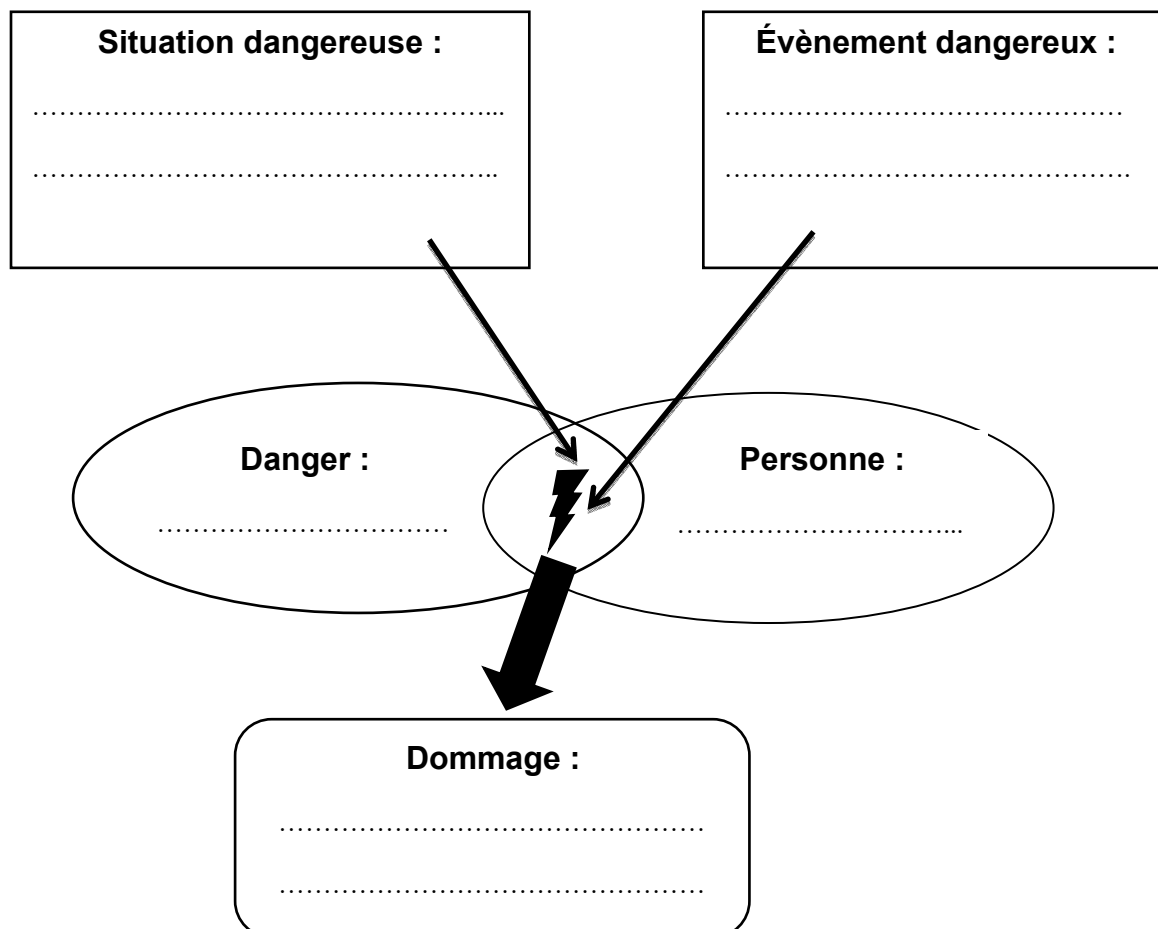 Situation dangereuse :
…………………………………………………...
…………………………………………………..
Évènement dangereux :
………………………………………………
……………………………………………….
Danger :
……………………………
Personne :
…………………………...
Dommage :
…………………………………………
…………………………………………